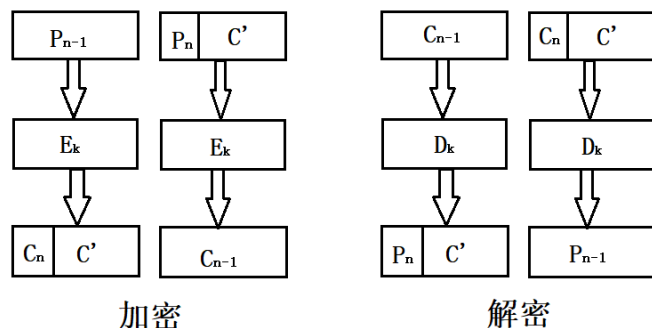 Pn-1 Pn C' Cn-1 Cn C'
Ek Ek Dk Dk
Cn C' Cn-1 Pn C' Pn-1
加密 解密